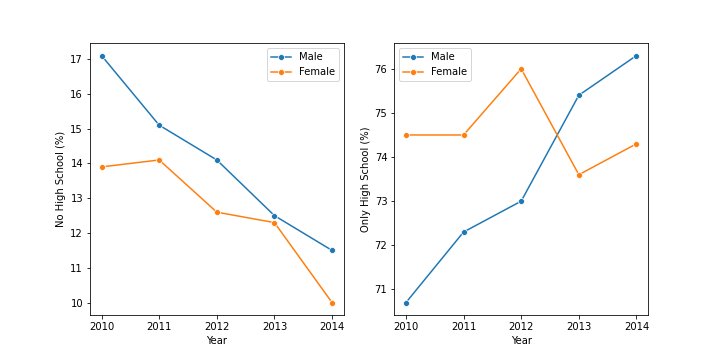 No High School (%)
17
16
15
14
13
12
11
10
Male
Female
2010 2011 2012 2013 2014
Year
Only High School (%)
76
75
74
73
72
71
Male
Female
2010 2011 2012 2013 2014
Year